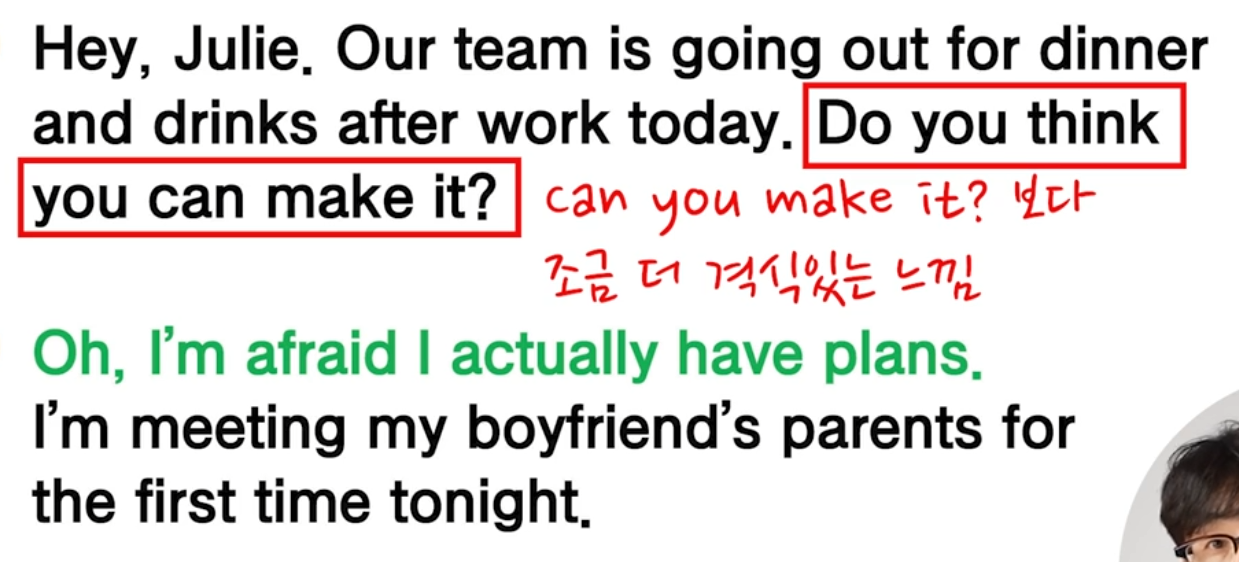 Hey, Julie. Our team is going out for dinner
and drinks after work today. Do you think
you can make it? can you make it? 보다
조금 더 격식있는 느낌
Oh, I'm afraid I actually have plans.
I'm meeting my boyfriend's parents for
the first time tonight.